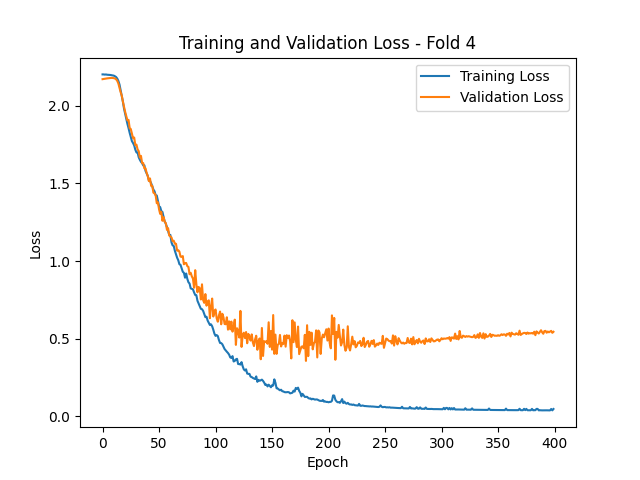 Training and Validation Loss - Fold 4
Training Loss
Validation Loss
Loss
2.0
1.5
1.0
0.5
0.0
0 50 100 150 200 250 300 350 400
Epoch